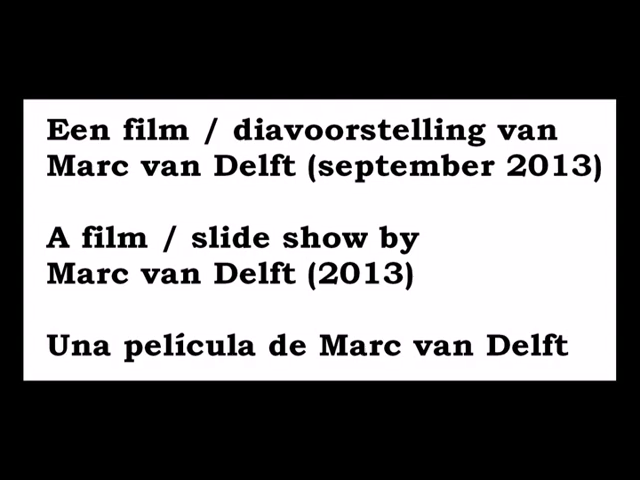 Een film / diavoorstelling van
Marc van Delft (september 2013)
A film / slide show by
Marc van Delft (2013)
Una película de Marc van Delft